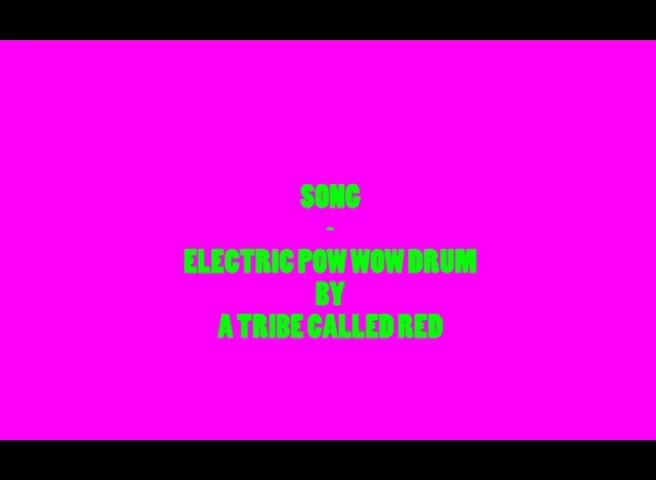 SONG
-
ELECTRIC POW WOW DRUM
BY
A TRIBE CALLED RED